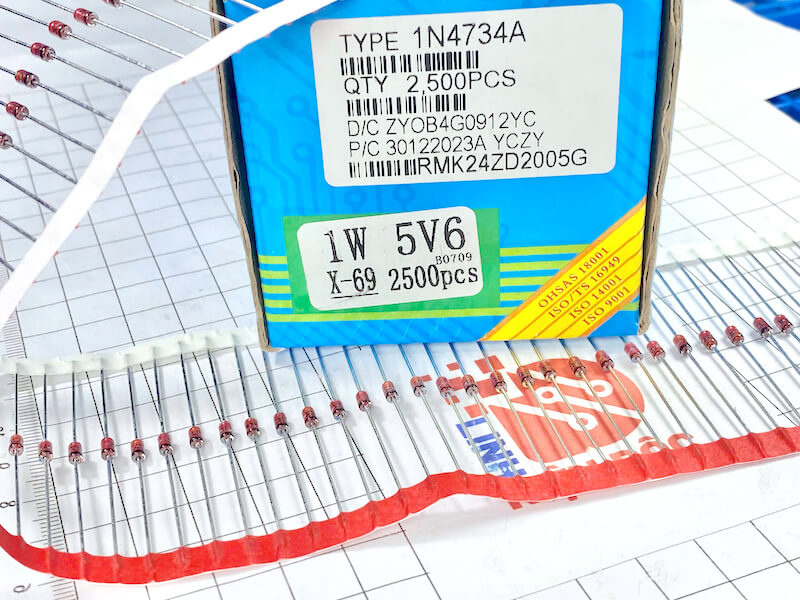 TYPE 1N4734A
QTY 2,500PCS
D/C ZYOB4G0912YC
P/C 30122023A YCZY
RMK24ZD2005G
1W 5V6
B0709
X-69 2500pcs
OHSAS 18001
ISO/TS 16949
ISO 14001
ISO 9001